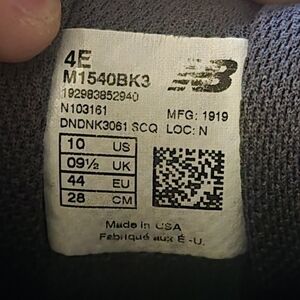 4E
M1540BK3
192983852940
N103161
MFG: 1919
DNDNK3061 SCQ LOC: N
10 US
09½ UK
44 EU
28 CM
Made in USA
Fabriqué aux É.-U.
NB